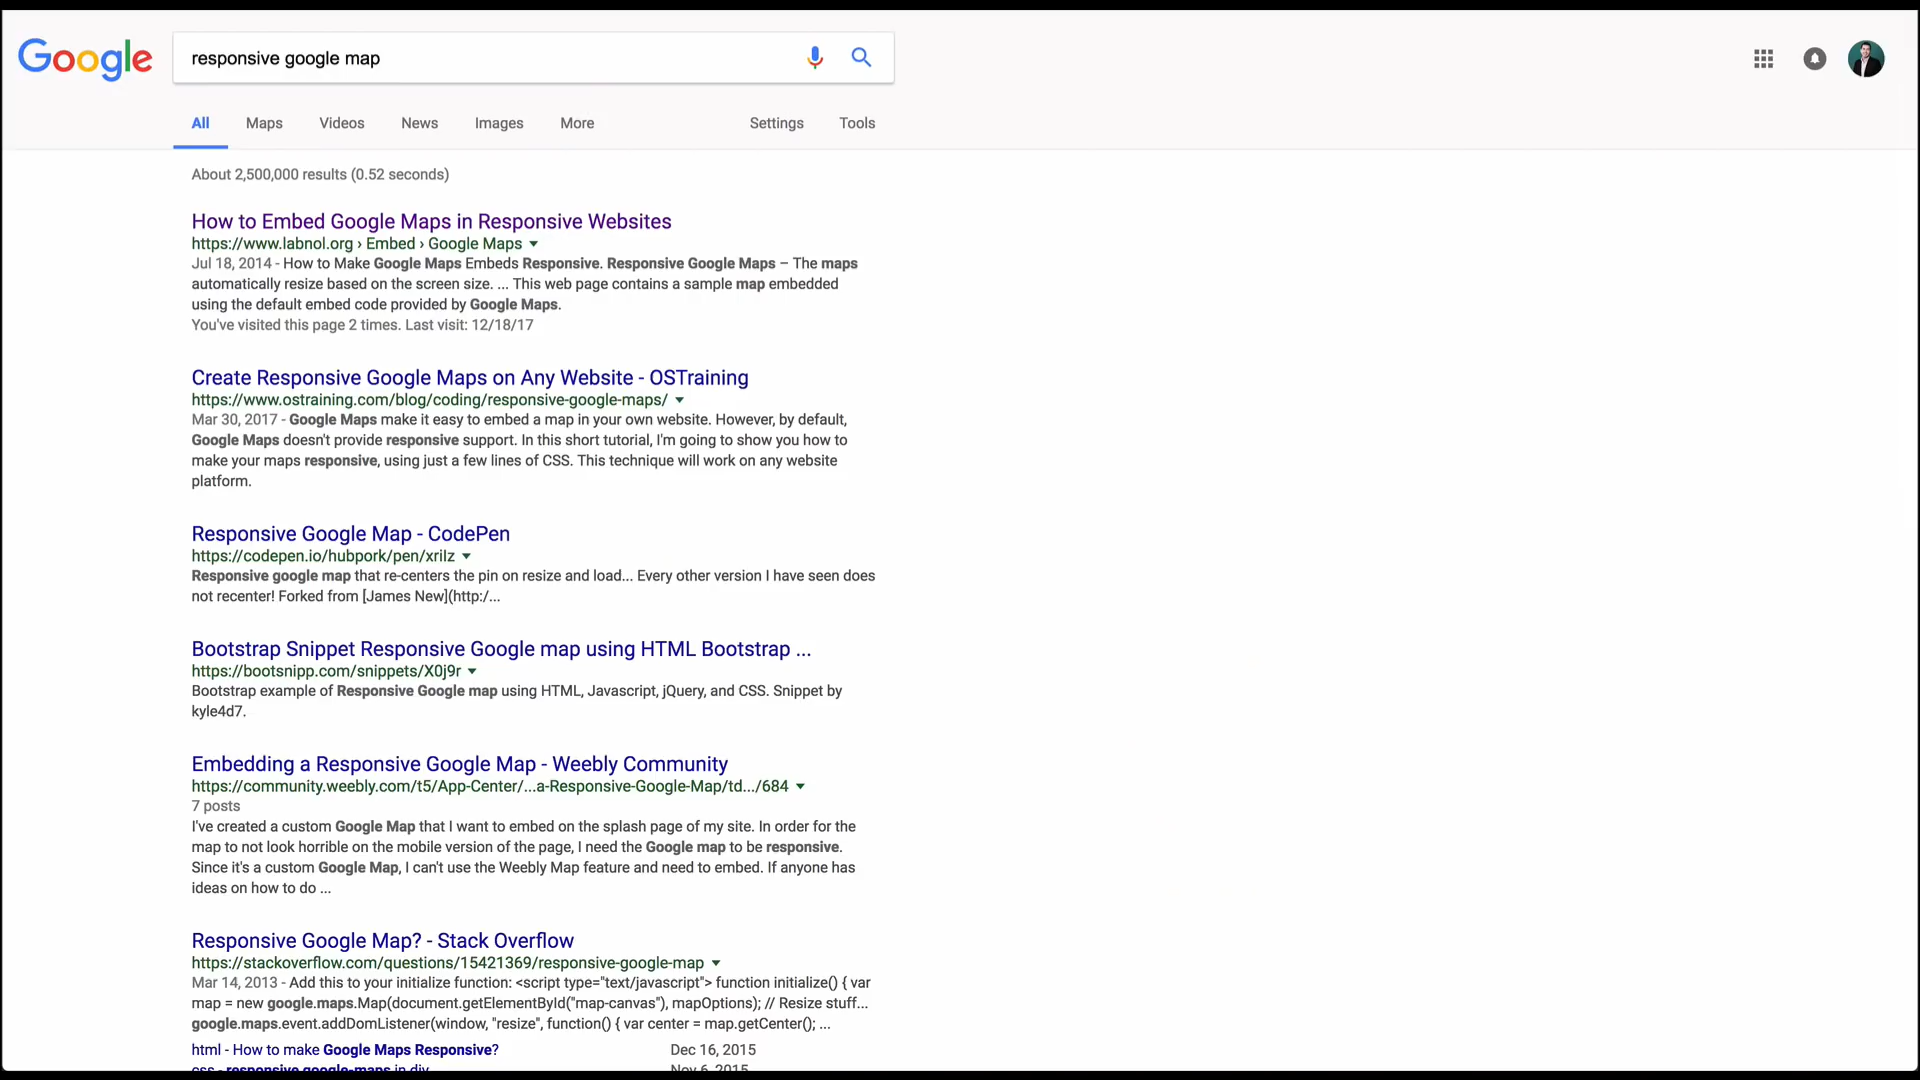 Google
responsive google map
All Maps Videos News Images More Settings Tools
About 2,500,000 results (0.52 seconds)
How to Embed Google Maps in Responsive Websites
https://www.labnol.org › Embed › Google Maps
Jul 18, 2014 - How to Make Google Maps Embeds Responsive. Responsive Google Maps – The maps
automatically resize based on the screen size. ... This web page contains a sample map embedded
using the default embed code provided by Google Maps.
You've visited this page 2 times. Last visit: 12/18/17
Create Responsive Google Maps on Any Website - OSTraining
https://www.ostraining.com/blog/coding/responsive-google-maps/
Mar 30, 2017 - Google Maps make it easy to embed a map in your own website. However, by default,
Google Maps doesn't provide responsive support. In this short tutorial, I'm going to show you how to
make your maps responsive, using just a few lines of CSS. This technique will work on any website
platform.
Responsive Google Map - CodePen
https://codepen.io/hubpork/pen/xrilz
Responsive google map that re-centers the pin on resize and load... Every other version I have seen does
not recenter! Forked from [James New](http:/...
Bootstrap Snippet Responsive Google map using HTML Bootstrap ...
https://bootsnipp.com/snippets/X0j9r
Bootstrap example of Responsive Google map using HTML, Javascript, jQuery, and CSS. Snippet by
kyle4d7.
Embedding a Responsive Google Map - Weebly Community
https://community.weebly.com/t5/App-Center/...a-Responsive-Google-Map/td.../684
7 posts
I've created a custom Google Map that I want to embed on the splash page of my site. In order for the
map to not look horrible on the mobile version of the page, I need the Google map to be responsive.
Since it's a custom Google Map, I can't use the Weebly Map feature and need to embed. If anyone has
ideas on how to do ...
Responsive Google Map? - Stack Overflow
https://stackoverflow.com/questions/15421369/responsive-google-map
Mar 14, 2013 - Add this to your initialize function: <script type="text/javascript"> function initialize() { var
map = new google.maps.Map(document.getElementById("map-canvas"), mapOptions); // Resize stuff...
google.maps.event.addDomListener(window, "resize", function() { var center = map.getCenter(); ...
html - How to make Google Maps Responsive? Dec 16, 2015
css - responsive google-maps in div Nov 6, 2015